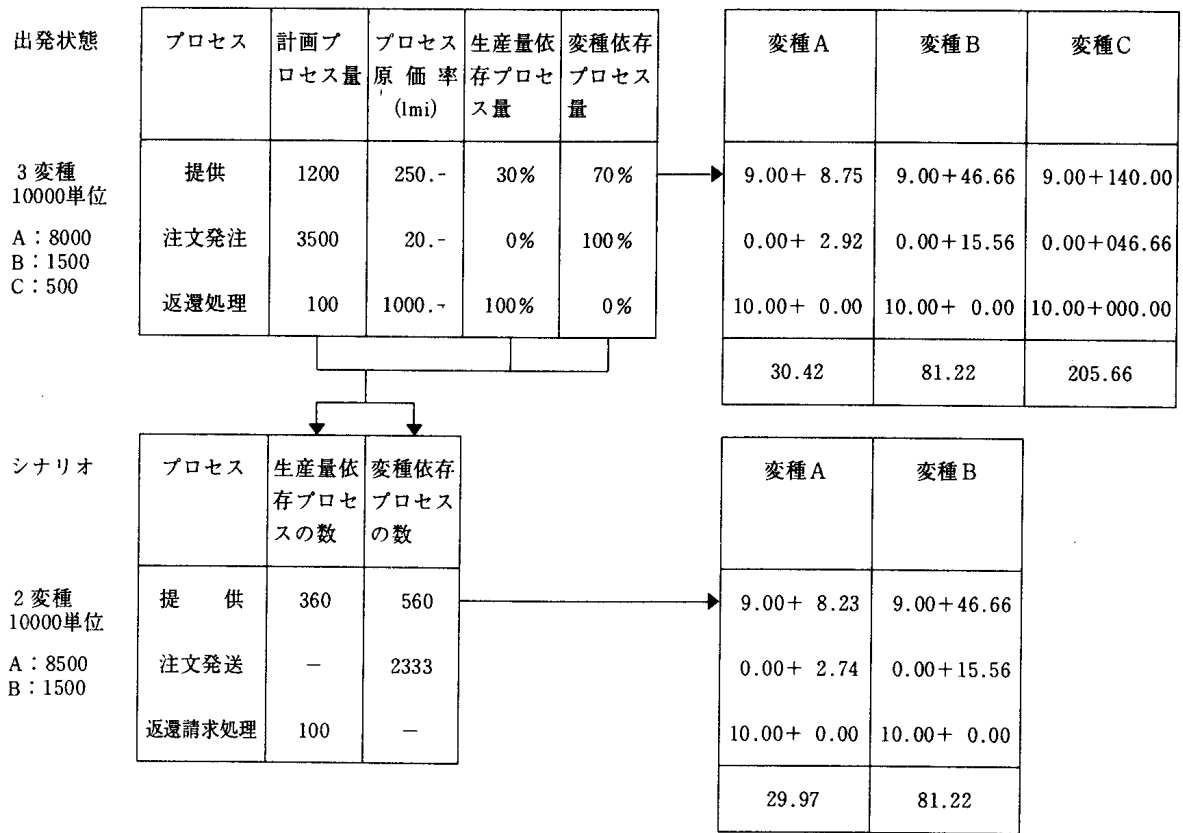 出発状態
プロセス
計画プ
ロセス量
プロセス
原価率
(lmi)
生産量依
存プロセ
ス量
変種依存
プロセス
量
変種A
変種B
変種C
3変種
10000単位
A：8000
B：1500
C：500
提供 1200 250.- 30% 70%
9.00+ 8.75 9.00+46.66 9.00+140.00
注文発注 3500 20.- 0% 100%
0.00+ 2.92 0.00+15.56 0.00+046.66
返還処理 100 1000.- 100% 0%
10.00+ 0.00 10.00+ 0.00 10.00+000.00
30.42 81.22 205.66
シナリオ
プロセス
生産量依
存プロセ
スの数
変種依存
プロセス
の数
変種A
変種B
2変種
10000単位
A：8500
B：1500
提供 360 560
9.00+ 8.23 9.00+46.66
注文発送 － 2333
0.00+ 2.74 0.00+15.56
返還請求処理 100 －
10.00+ 0.00 10.00+ 0.00
29.97 81.22